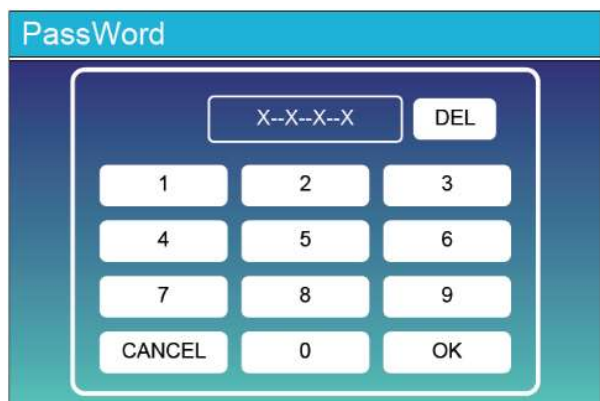 PassWord
X--X--X--X DEL
1 2 3
4 5 6
7 8 9
CANCEL 0 OK